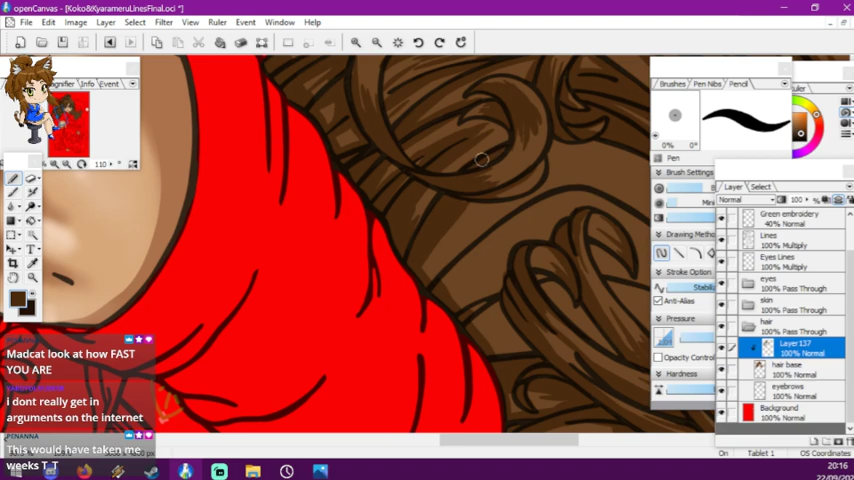 openCanvas - [Koko&KyarameruLinesFinal.oci *]
File Edit Image Layer Select Filter View Ruler Event Window Help
Info Event
110 °
Brushes Pen Nibs Pencil
0% 0°
Pen
Brush Settings
Drawing Metho
Stroke Option
Stabili
Anti-Alias
Pressure
Opacity Control
Hardness
Layer Select
Normal 100 %
Green embroidery
40% Normal
Lines
100% Multiply
Eyes Lines
100% Multiply
eyes
100% Pass Through
skin
100% Pass Through
hair
100% Pass Through
Layer137
100% Normal
hair base
100% Normal
eyebrows
100% Normal
Background
100% Normal
On Tablet 1 OS Coordinates
Madcat look at how FAST
YOU ARE
i dont really get in
arguments on the internet
PENANNA
This would have taken me
weeks T_T
20:16